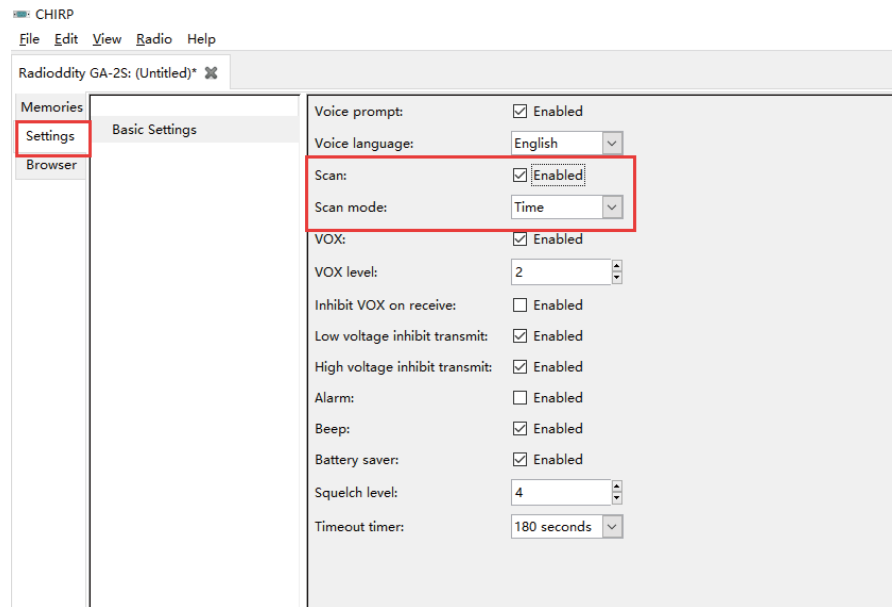 CHIRP
File Edit View Radio Help
Radioddity GA-2S: (Untitled)*
Memories
Settings
Browser
Basic Settings
Voice prompt: Enabled
Voice language: English
Scan: Enabled
Scan mode: Time
VOX: Enabled
VOX level: 2
Inhibit VOX on receive: Enabled
Low voltage inhibit transmit: Enabled
High voltage inhibit transmit: Enabled
Alarm: Enabled
Beep: Enabled
Battery saver: Enabled
Squelch level: 4
Timeout timer: 180 seconds